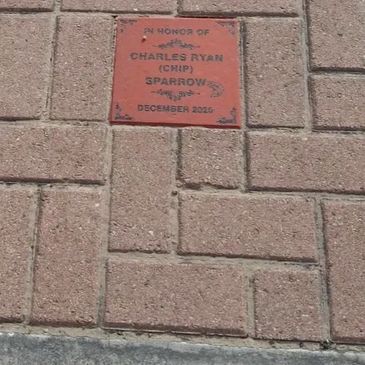 IN HONOR OF
CHARLES RYAN
(CHIP)
SPARROW
DECEMBER 2020